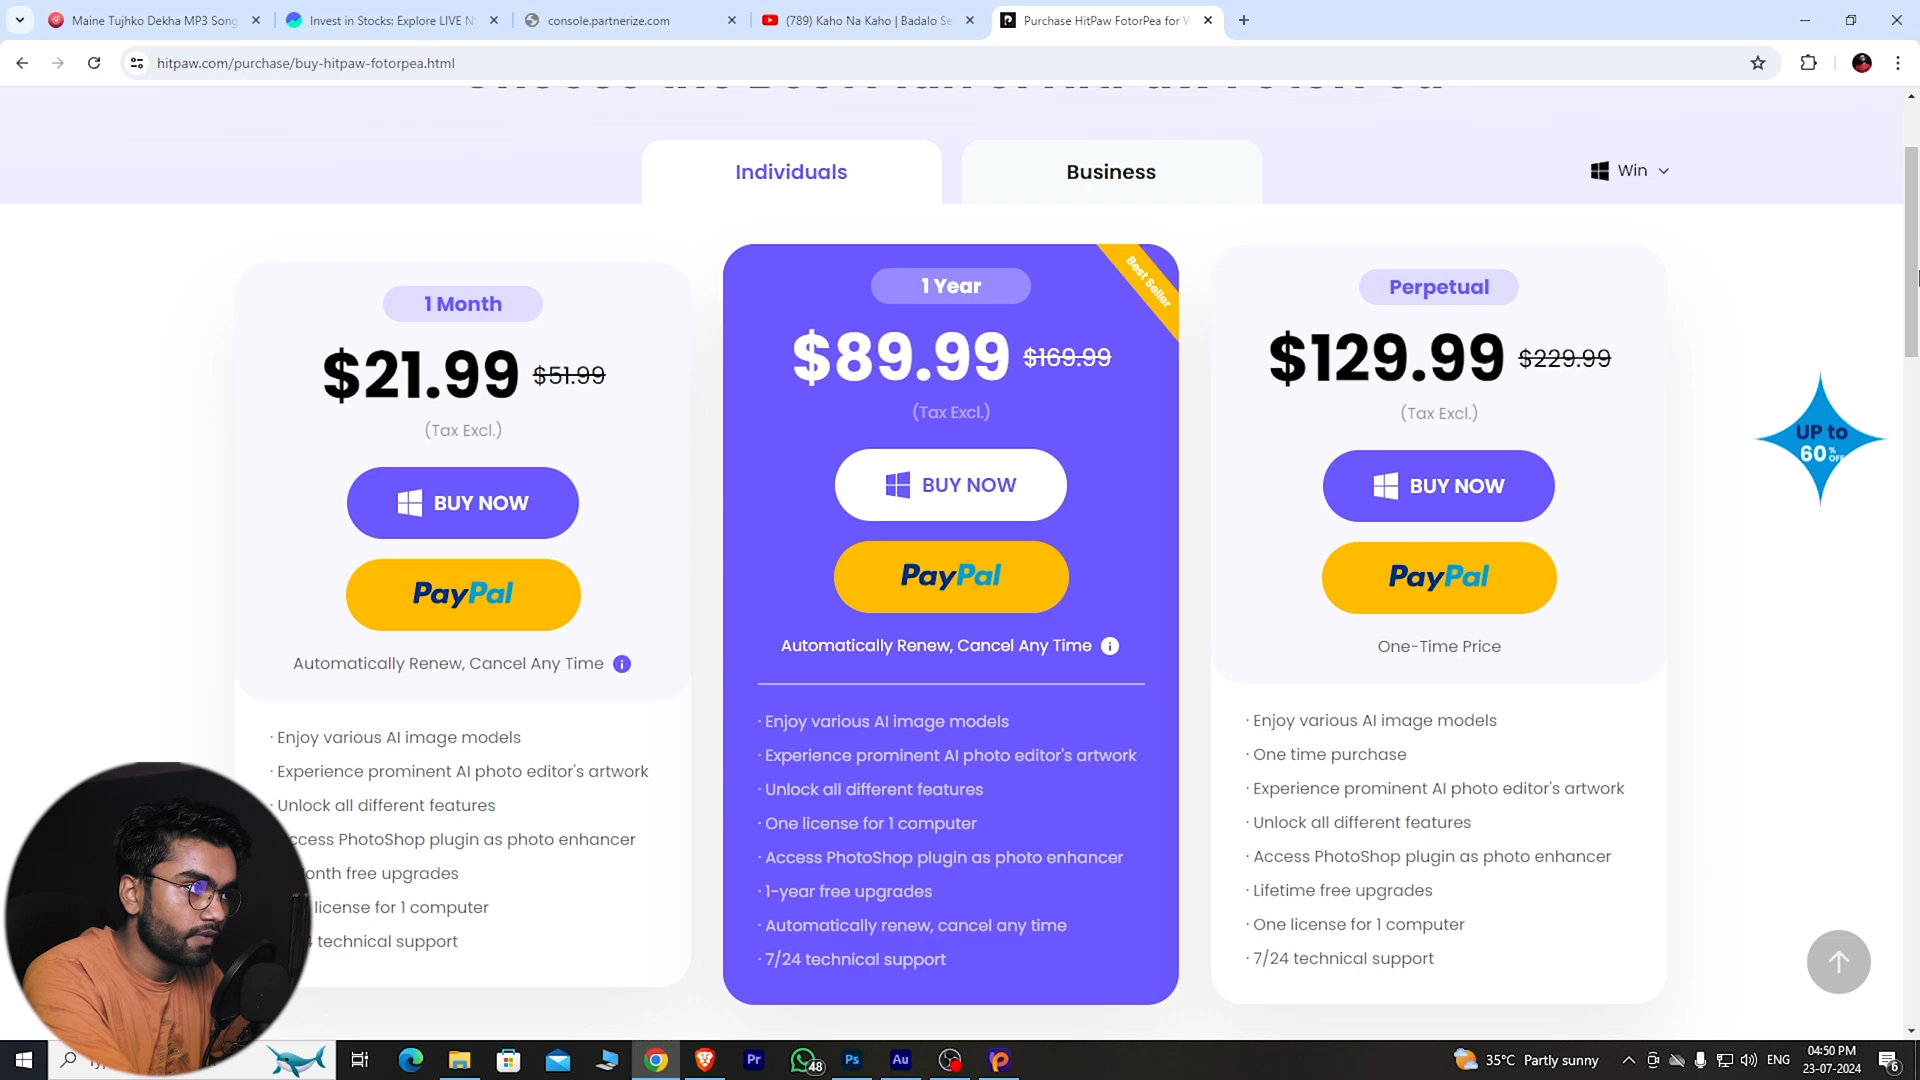 Maine Tujhko Dekha MP3 Song
Invest in Stocks: Explore LIVE N
console.partnerize.com
(789) Kaho Na Kaho | Badalo Se
Purchase HitPaw FotorPea for W
hitpaw.com/purchase/buy-hitpaw-fotorpea.html
Individuals
Business
Win
1 Month
$21.99 $51.99
(Tax Excl.)
BUY NOW
PayPal
Automatically Renew, Cancel Any Time
· Enjoy various AI image models
· Experience prominent AI photo editor's artwork
· Unlock all different features
ccess PhotoShop plugin as photo enhancer
onth free upgrades
license for 1 computer
technical support
1 Year
Best Seller
$89.99 $169.99
(Tax Excl.)
BUY NOW
PayPal
Automatically Renew, Cancel Any Time
· Enjoy various AI image models
· Experience prominent AI photo editor's artwork
· Unlock all different features
· One license for 1 computer
· Access PhotoShop plugin as photo enhancer
· 1-year free upgrades
· Automatically renew, cancel any time
· 7/24 technical support
Perpetual
$129.99 $229.99
(Tax Excl.)
BUY NOW
PayPal
One-Time Price
· Enjoy various AI image models
· One time purchase
· Experience prominent AI photo editor's artwork
· Unlock all different features
· Access PhotoShop plugin as photo enhancer
· Lifetime free upgrades
· One license for 1 computer
· 7/24 technical support
UP to
60% OFF
Pr
48
Ps
Au
35°C Partly sunny
ENG
04:50 PM
23-07-2024
6